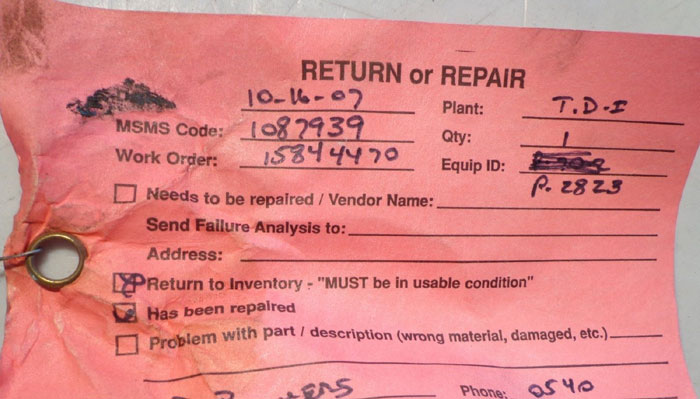 RETURN or REPAIR
10-16-07
Plant: T.D-I
MSMS Code: 1087939
Qty: 1
Work Order: 15844470
Equip ID:
P-2823
Needs to be repaired / Vendor Name:
Send Failure Analysis to:
Address:
Return to Inventory - "MUST be in usable condition"
Has been repaired
Problem with part / description (wrong material, damaged, etc.)
Phone: 0540